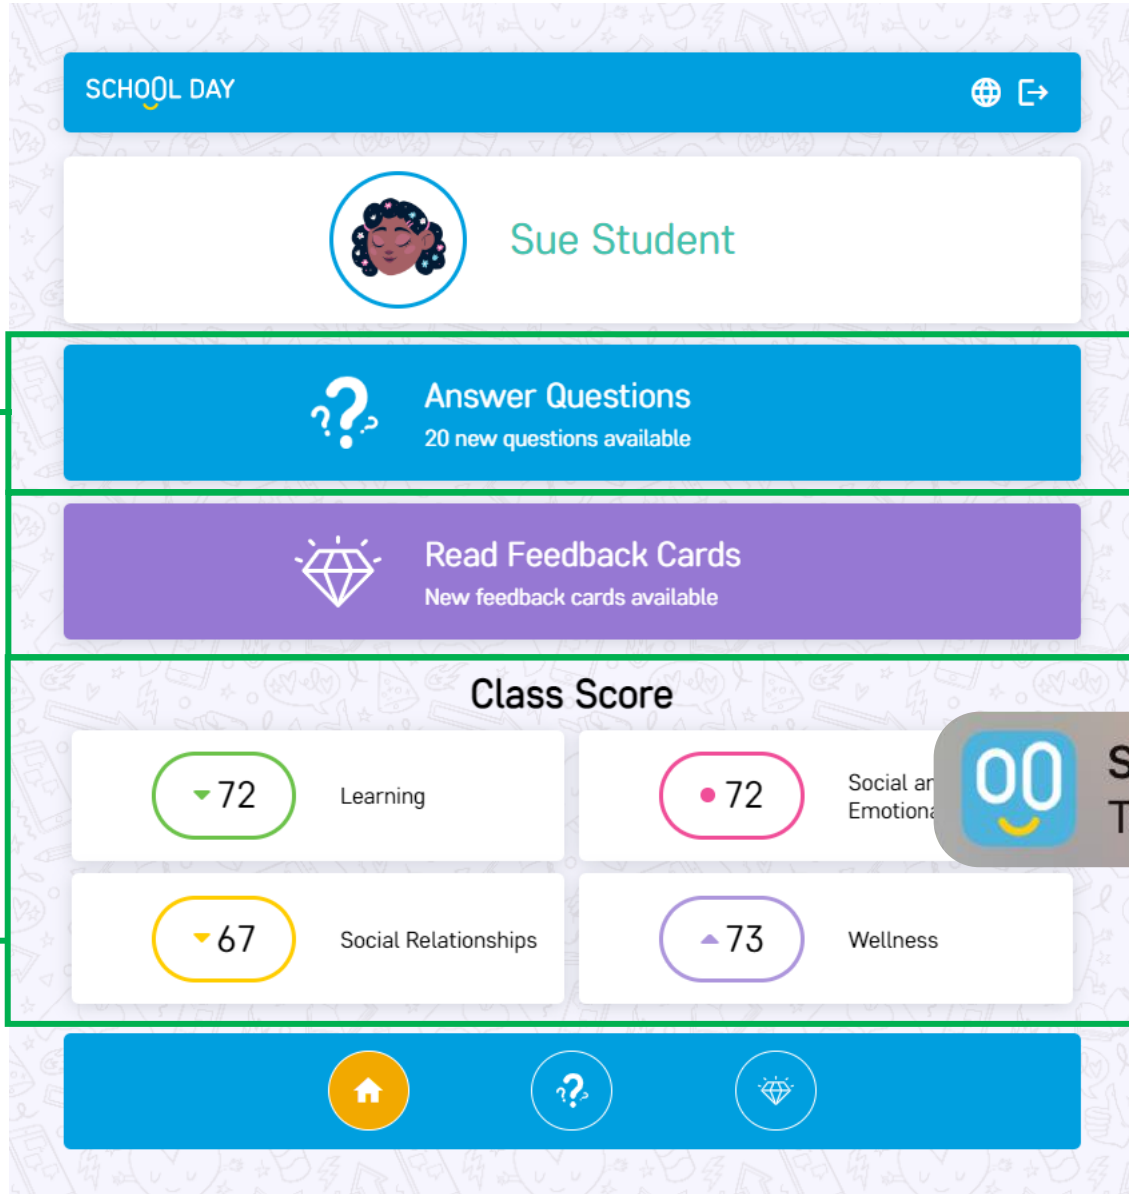 SCHOOL DAY
Sue Student
Answer Questions
20 new questions available
Read Feedback Cards
New feedback cards available
Class Score
72
Learning
72
Social
67
Social Relationships
73
Wellness